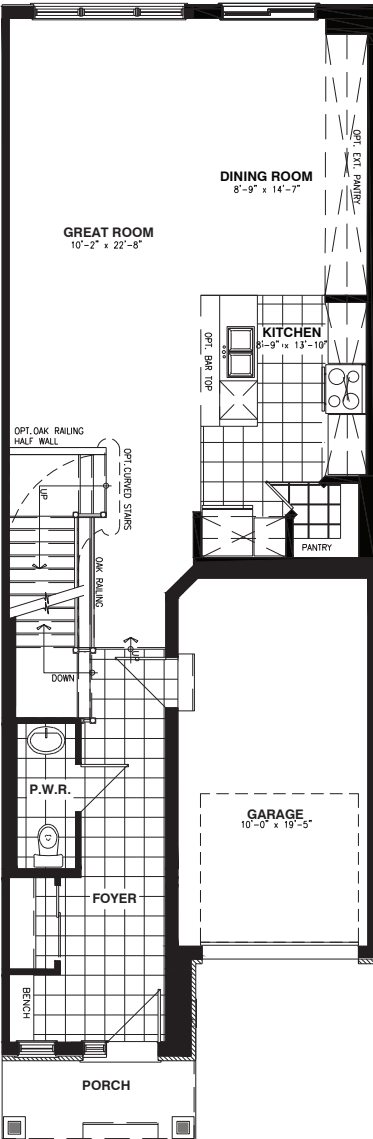 OPT. EXT. PANTRY
DINING ROOM
8'-9" x 14'-7"
GREAT ROOM
10'-2" x 22'-8"
KITCHEN
8'-9" x 13'-10"
OPT. BAR TOP
OPT. OAK RAILING
HALF WALL
OPT. CURVED STAIRS
UP
PANTRY
OAK RAILING
UP
DOWN
P.W.R.
GARAGE
10'-0" x 19'-5"
FOYER
BENCH
PORCH